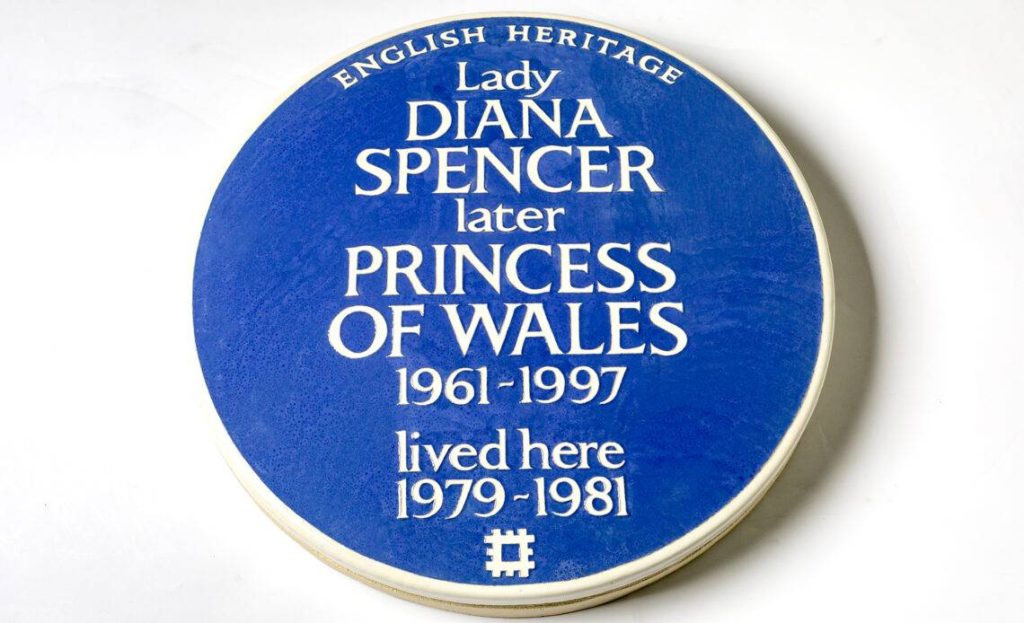 ENGLISH HERITAGE
Lady
DIANA
SPENCER
later
PRINCESS
OF WALES
1961-1997
lived here
1979-1981